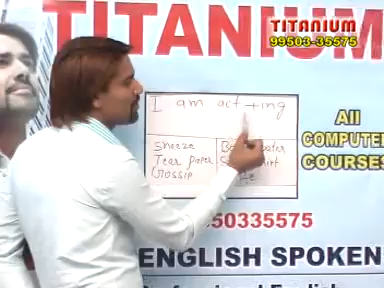 TITANIUM
TITANIUM
99503-35575
I am act + ing
Sneeze
Tear paper
Gossip
All
COMPUTER
COURSES
50335575
ENGLISH SPOKEN